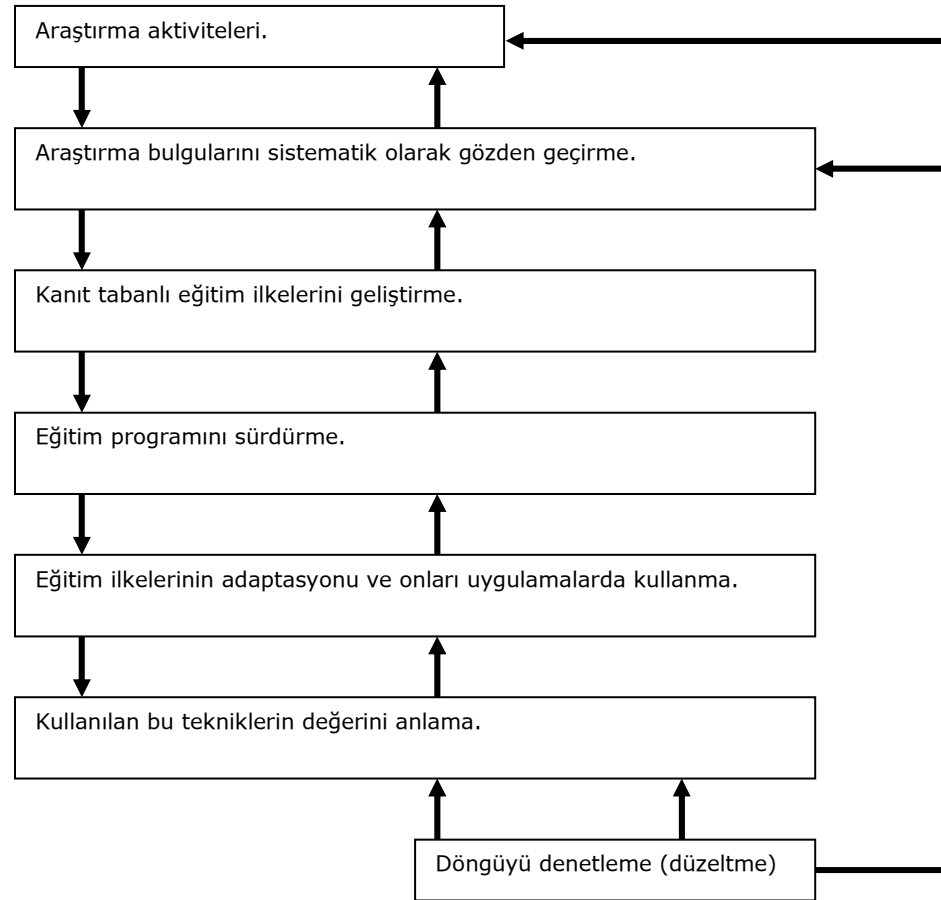 Araştırma aktiviteleri.
Araştırma bulgularını sistematik olarak gözden geçirme.
Kanıt tabanlı eğitim ilkelerini geliştirme.
Eğitim programını sürdürme.
Eğitim ilkelerinin adaptasyonu ve onları uygulamalarda kullanma.
Kullanılan bu tekniklerin değerini anlama.
Döngüyü denetleme (düzeltme)